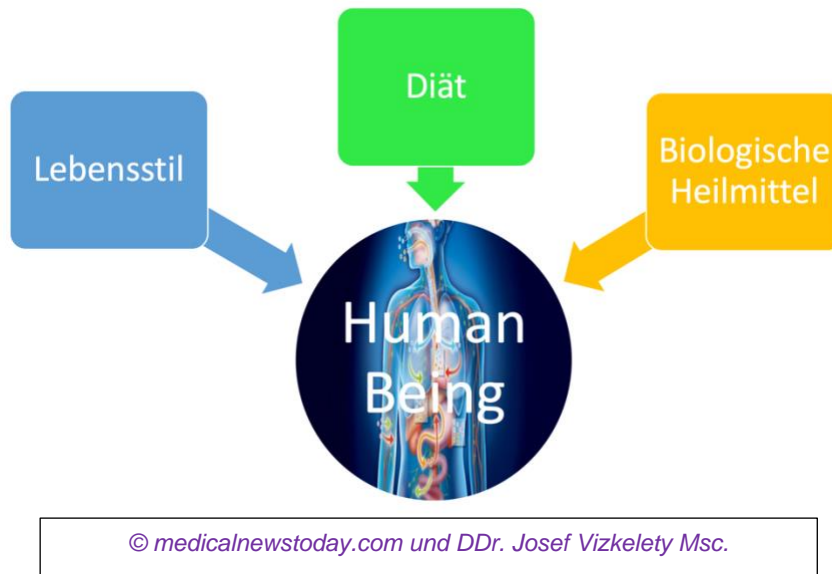 Diät
Lebensstil
Biologische
Heilmittel
Human
Being
© medicalnewstoday.com und DDr. Josef Vizkelety Msc.